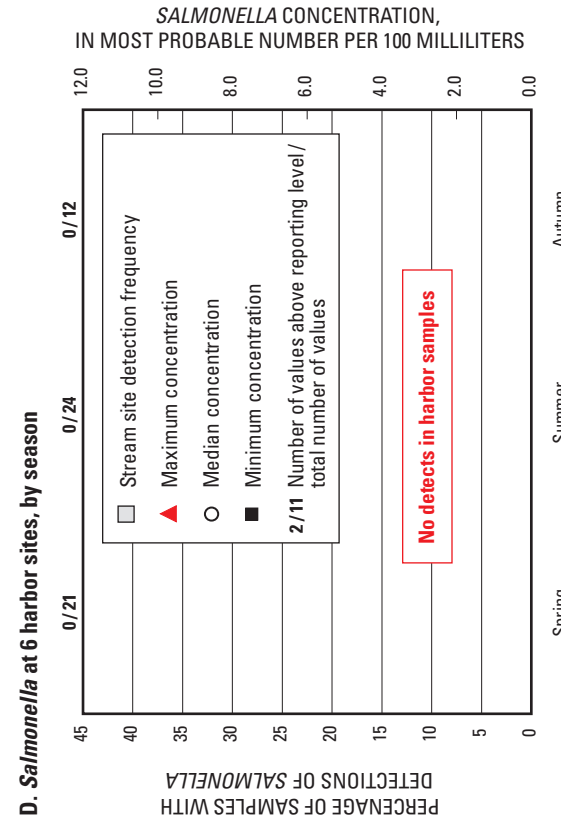 D. Salmonella at 6 harbor sites, by season
PERCENAGE OF SAMPLES WITH
DETECTIONS OF SALMONELLA
45
40
35
30
25
20
15
10
5
0
0/21
0/24
0/12
Stream site detection frequency
Maximum concentration
Median concentration
Minimum concentration
2/11 Number of values above reporting level/
total number of values
No detects in harbor samples
Spring
Summer
Autumn
12.0
10.0
8.0
6.0
4.0
2.0
0.0
SALMONELLA CONCENTRATION,
IN MOST PROBABLE NUMBER PER 100 MILLILITERS